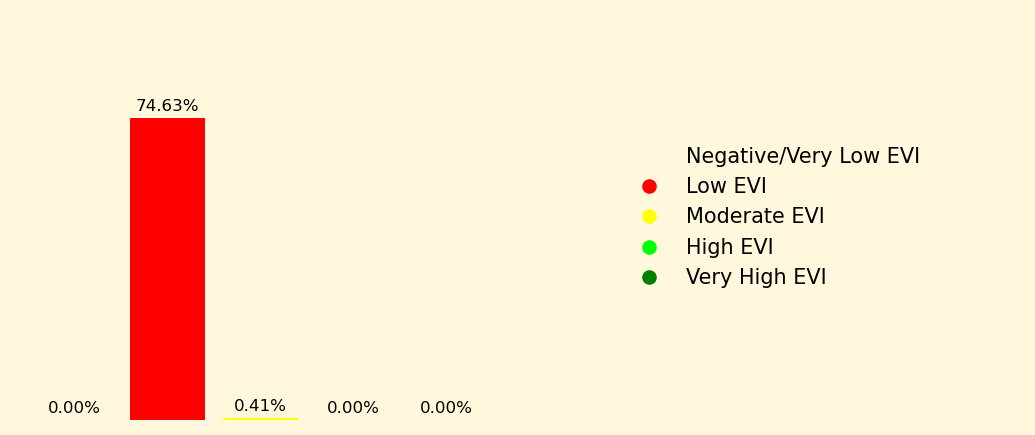 74.63%
0.00%
0.41%
0.00%
0.00%
Negative/Very Low EVI
Low EVI
Moderate EVI
High EVI
Very High EVI